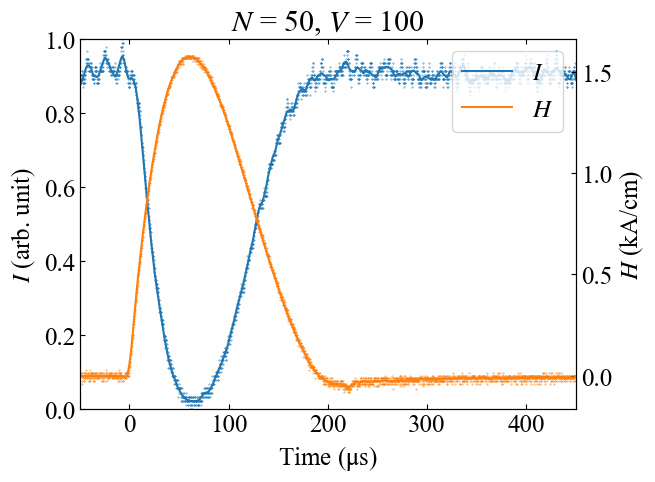 N = 50, V = 100
I (arb. unit)
1.0
0.8
0.6
0.4
0.2
0.0
I
H
1.5
1.0
0.5
0.0
H (kA/cm)
0 100 200 300 400
Time (μs)